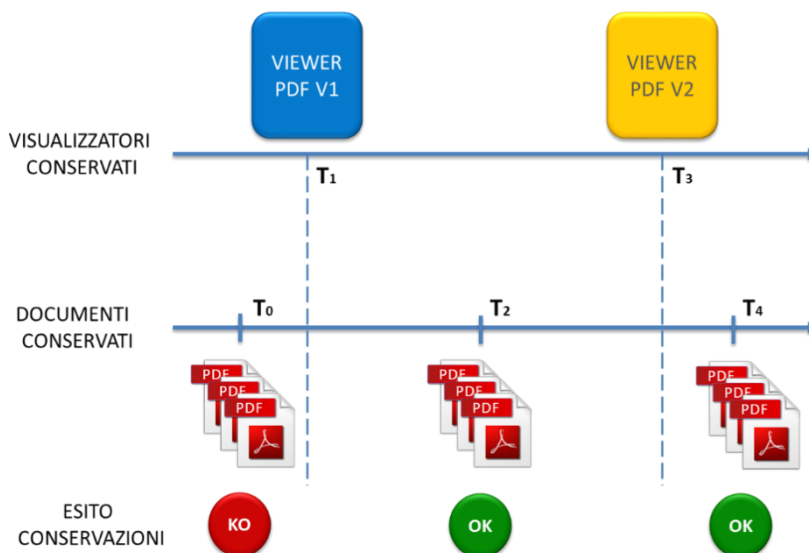 VIEWER
PDF V1
VIEWER
PDF V2
VISUALIZZATORI
CONSERVATI
T1
T3
DOCUMENTI
CONSERVATI
T0
T2
T4
PDF
PDF
PDF
PDF
PDF
PDF
PDF
PDF
PDF
ESITO
CONSERVAZIONI
KO
OK
OK